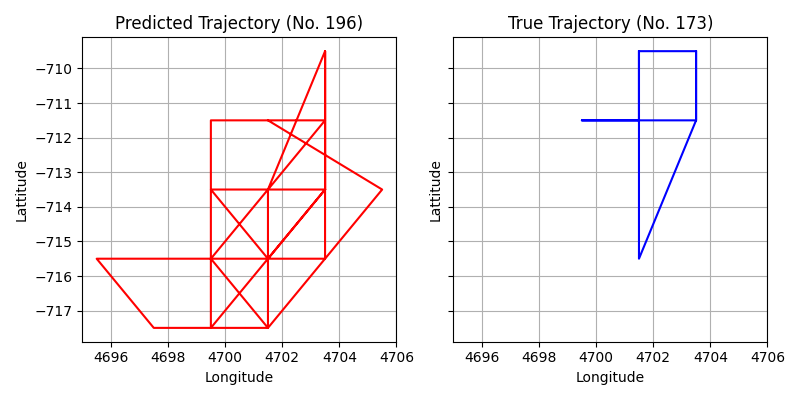 Predicted Trajectory (No. 196)
True Trajectory (No. 173)
−710
−711
−712
−713
−714
−715
−716
−717
Lattitude
Lattitude
4696 4698 4700 4702 4704 4706
4696 4698 4700 4702 4704 4706
Longitude
Longitude